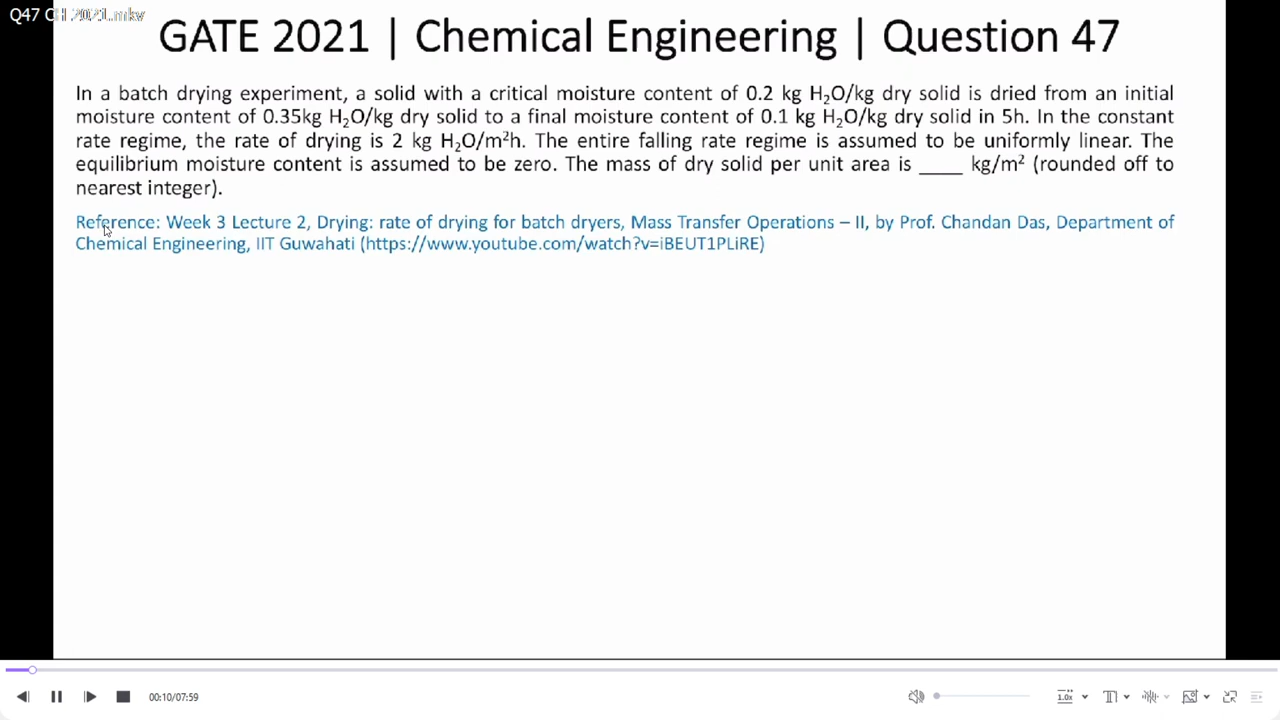 Q47 CH 2021.mkv
GATE 2021 | Chemical Engineering | Question 47
In a batch drying experiment, a solid with a critical moisture content of 0.2 kg H₂O/kg dry solid is dried from an initial
moisture content of 0.35kg H₂O/kg dry solid to a final moisture content of 0.1 kg H₂O/kg dry solid in 5h. In the constant
rate regime, the rate of drying is 2 kg H₂O/m²h. The entire falling rate regime is assumed to be uniformly linear. The
equilibrium moisture content is assumed to be zero. The mass of dry solid per unit area is ____ kg/m² (rounded off to
nearest integer).
Reference: Week 3 Lecture 2, Drying: rate of drying for batch dryers, Mass Transfer Operations – II, by Prof. Chandan Das, Department of
Chemical Engineering, IIT Guwahati (https://www.youtube.com/watch?v=iBEUT1PLiRE)
00:10/07:59
1.0x